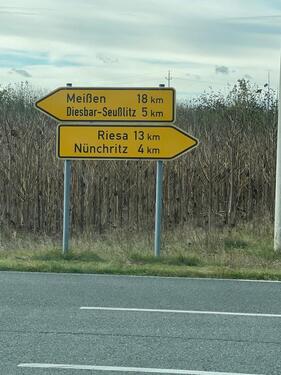 Meißen 18 km
Diesbar-Seußlitz 5 km
Riesa 13 km
Nünchritz 4 km